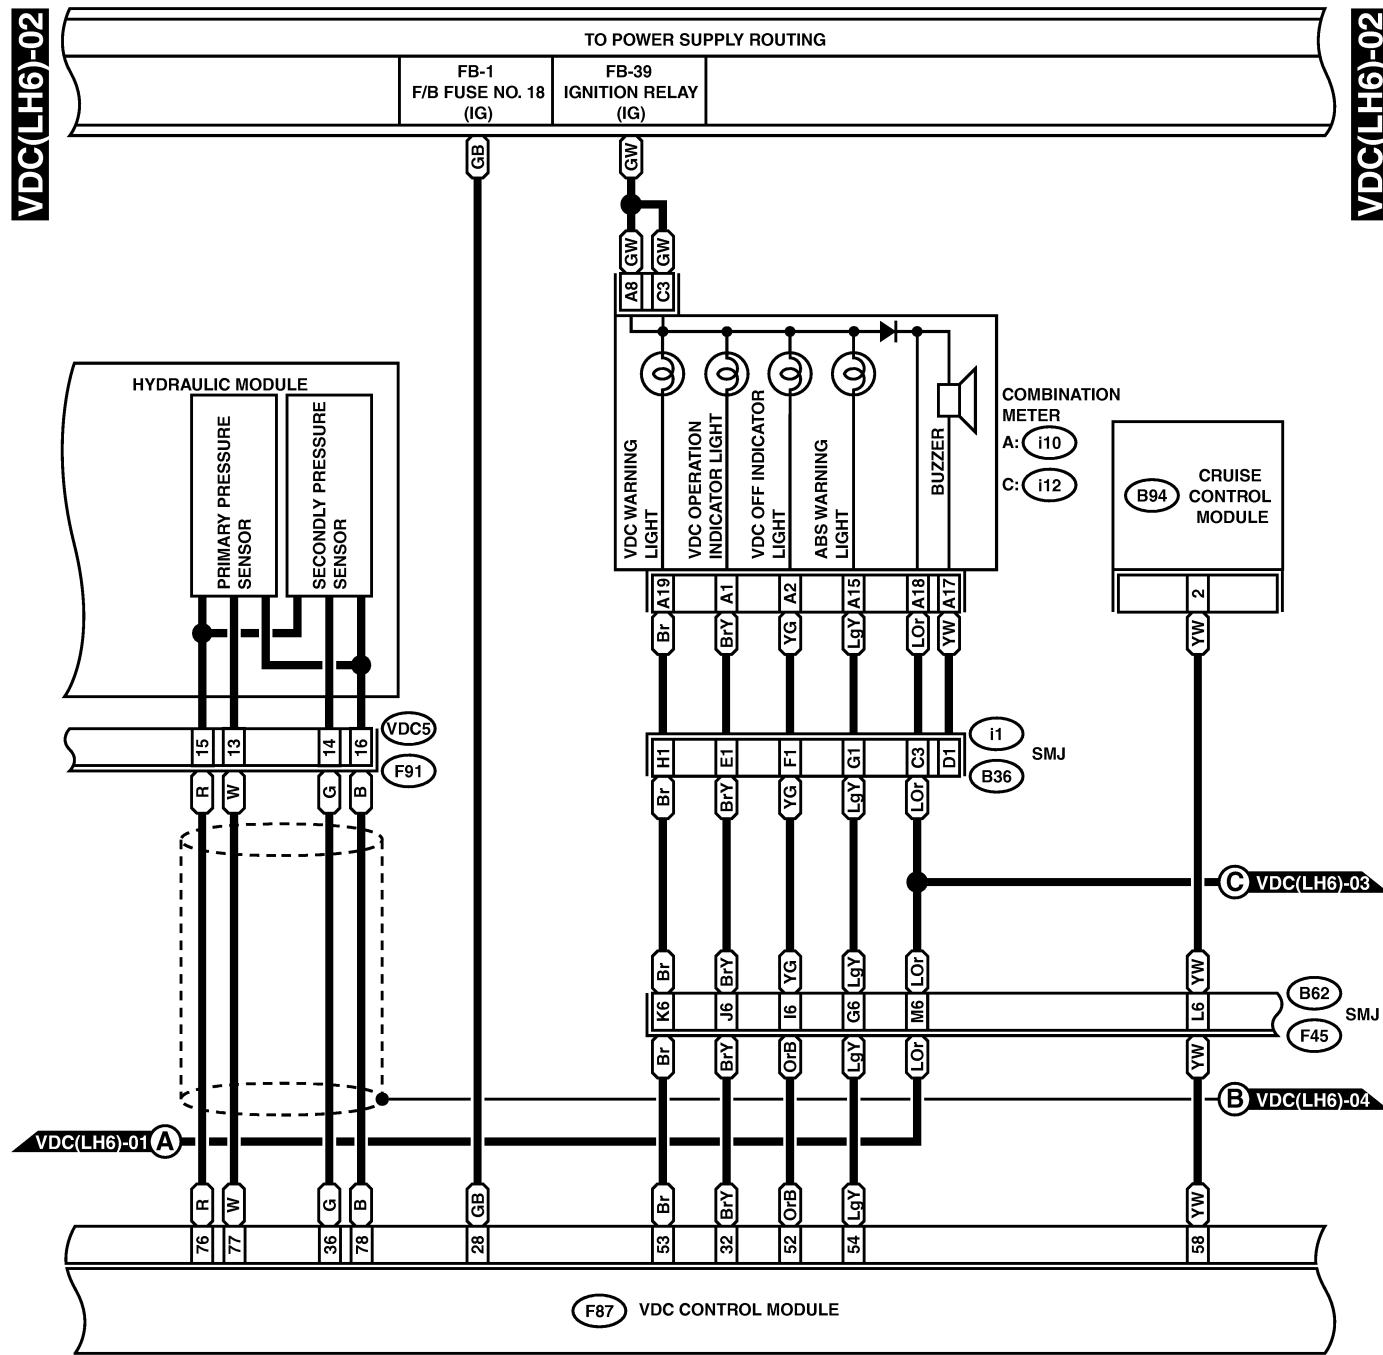 VDC(LH6)-02
VDC(LH6)-02
TO POWER SUPPLY ROUTING
FB-1
F/B FUSE NO. 18
(IG)
FB-39
IGNITION RELAY
(IG)
GB
GW
GW
GW
A8
C3
HYDRAULIC MODULE
PRIMARY PRESSURE
SENSOR
SECONDLY PRESSURE
SENSOR
VDC WARNING
LIGHT
VDC OPERATION
INDICATOR LIGHT
VDC OFF INDICATOR
LIGHT
ABS WARNING
LIGHT
BUZZER
COMBINATION
METER
A: i10
C: i12
B94
CRUISE
CONTROL
MODULE
A19
A1
A2
A15
A18
A17
2
Br
BrY
YG
LgY
LOr
YW
YW
15
13
14
16
VDC5
F91
H1
E1
F1
G1
C3
D1
i1
SMJ
B36
R
W
G
B
Br
BrY
YG
LgY
LOr
C VDC(LH6)-03
Br
BrY
YG
LgY
LOr
YW
K6
J6
I6
G6
M6
L6
B62
SMJ
F45
Br
BrY
OrB
LgY
LOr
YW
B VDC(LH6)-04
VDC(LH6)-01 A
R
W
G
B
GB
Br
BrY
OrB
LgY
YW
76
77
36
78
28
53
32
52
54
58
F87 VDC CONTROL MODULE